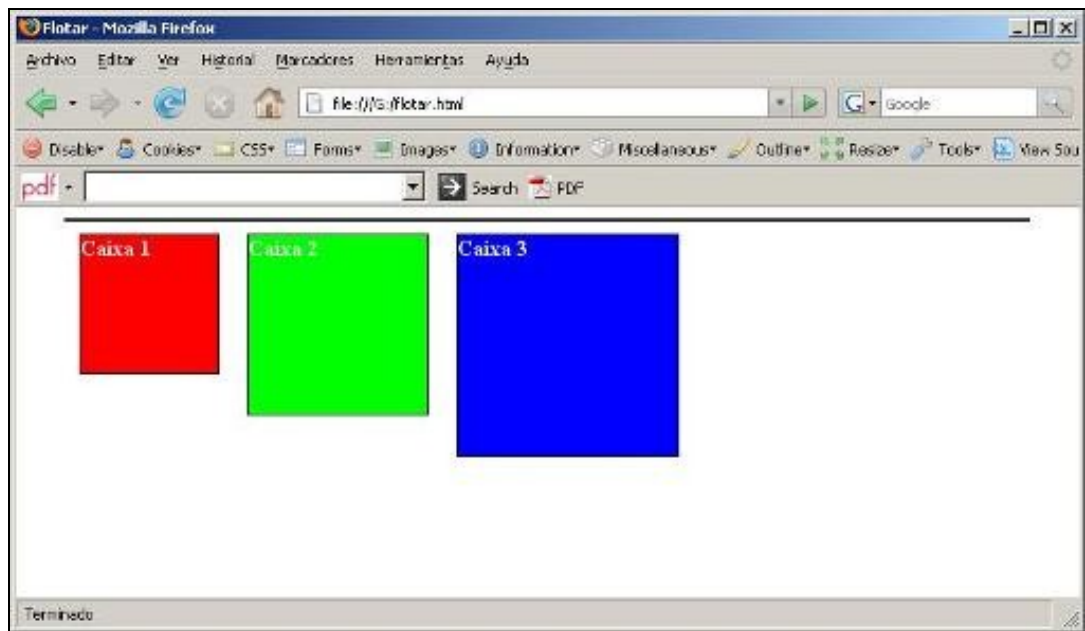 Flotar - Mozilla Firefox
Archivo Editar Ver Historial Marcadores Herramientas Ayuda
file:///G:/flotar.html Google
Disable Cookies CSS Forms Images Information Miscellaneous Outline Resize Tools View Sou
pdf Search PDF
Caixa 1 Caixa 2 Caixa 3
Terminado